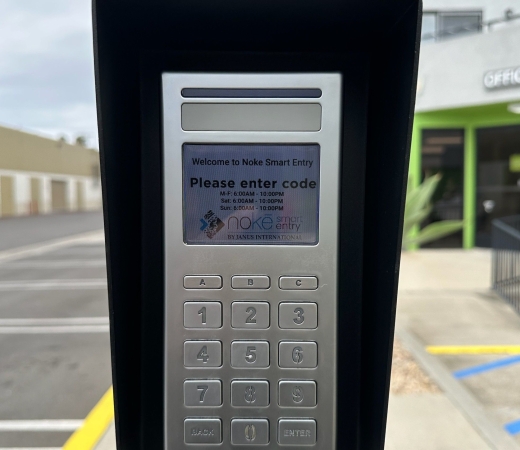 OFFIC
Welcome to Noke Smart Entry
Please enter code
M-F: 6:00AM - 10:00PM
Sat: 6:00AM - 10:00PM
Sun: 6:00AM - 10:00PM
nokē smart
entry
BY JANUS INTERNATIONAL
A B C
1 2 3
4 5 6
7 8 9
BACK 0 ENTER